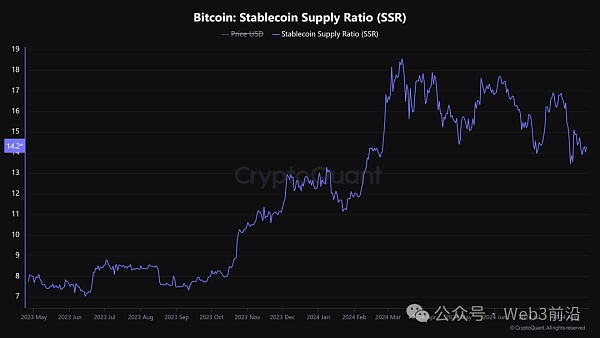 Bitcoin: Stablecoin Supply Ratio (SSR)
Price USD Stablecoin Supply Ratio (SSR)
19
18
17
16
15
14.2*
14
13
12
11
10
9
8
7
CryptoQuant
2023 May 2023 Jun 2023 Jul 2023 Aug 2023 Sep 2023 Oct 2023 Nov 2023 Dec 2024 Jan 2024 Feb 2024 Mar
公众号 · Web3前沿
© CryptoQuant. All rights reserved